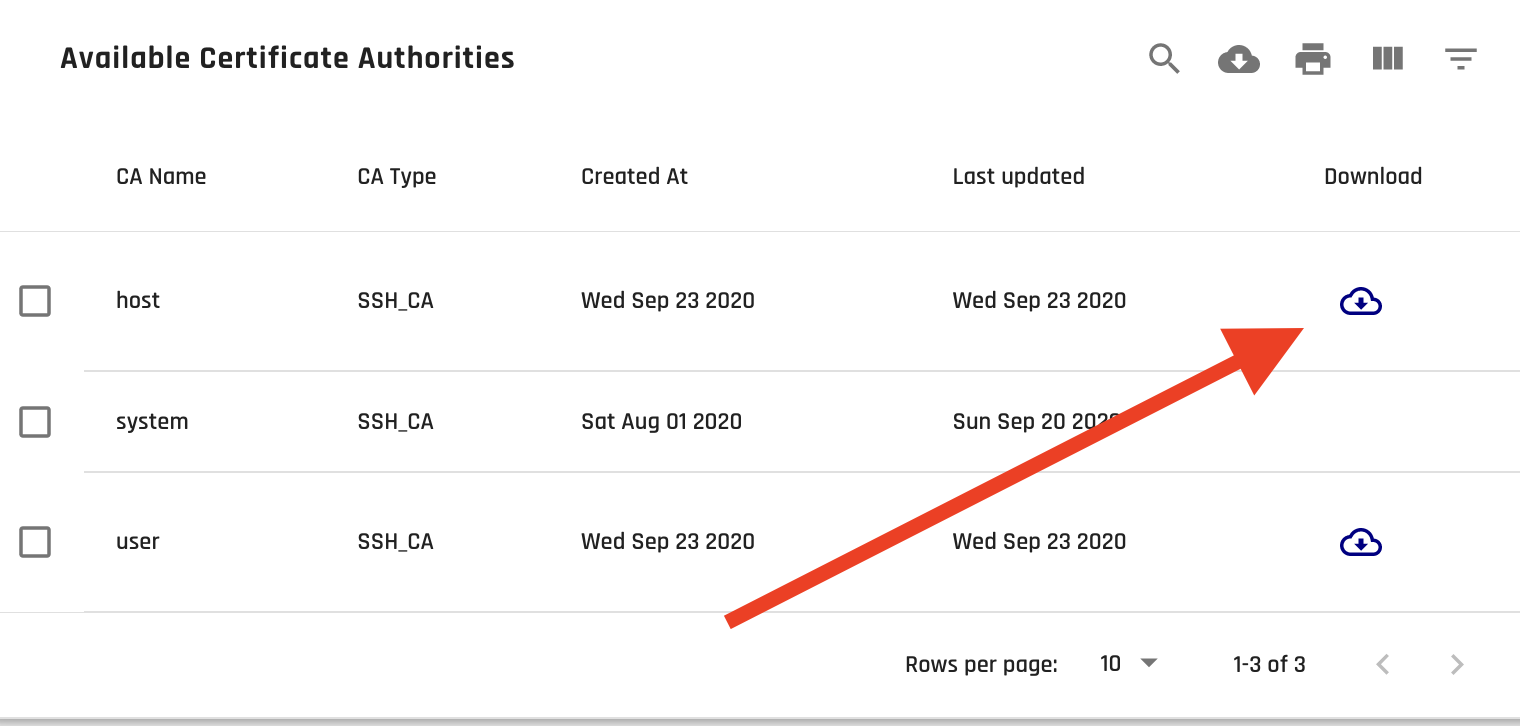 Available Certificate Authorities
CA Name CA Type Created At Last updated Download
host SSH_CA Wed Sep 23 2020 Wed Sep 23 2020
system SSH_CA Sat Aug 01 2020 Sun Sep 20 2020
user SSH_CA Wed Sep 23 2020 Wed Sep 23 2020
Rows per page: 10 1-3 of 3